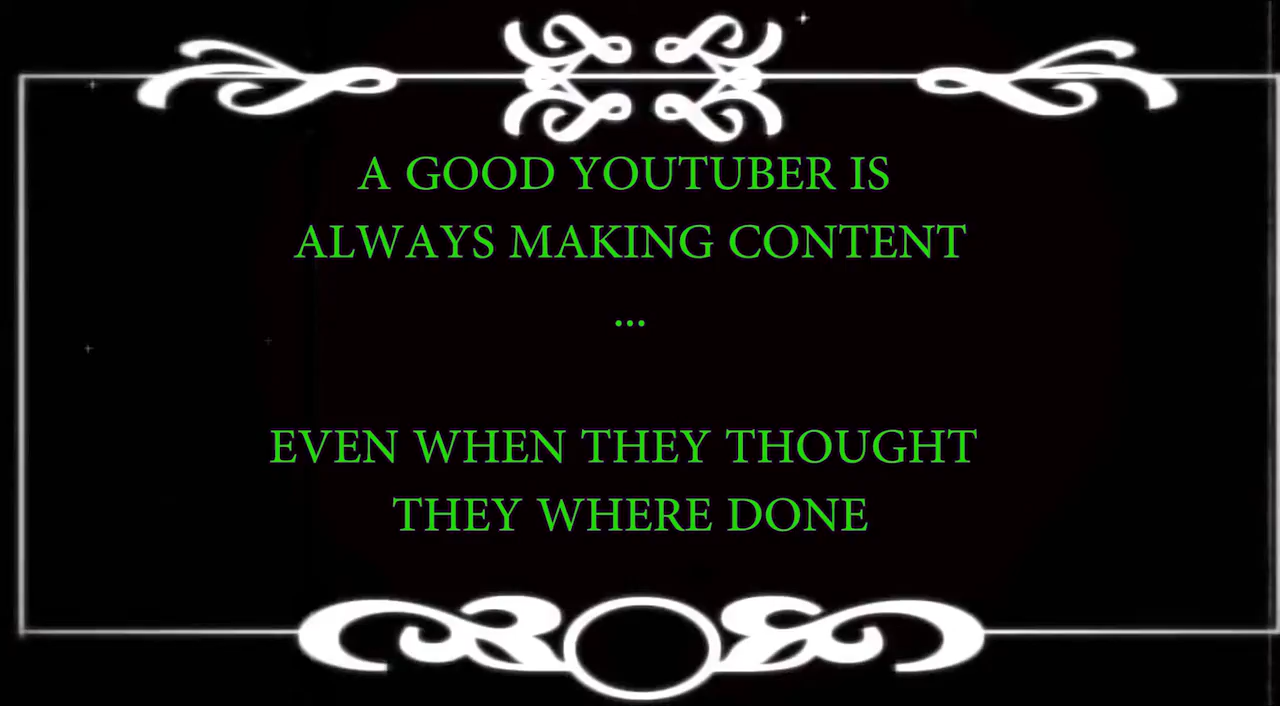 A GOOD YOUTUBER IS
ALWAYS MAKING CONTENT
...
EVEN WHEN THEY THOUGHT
THEY WHERE DONE